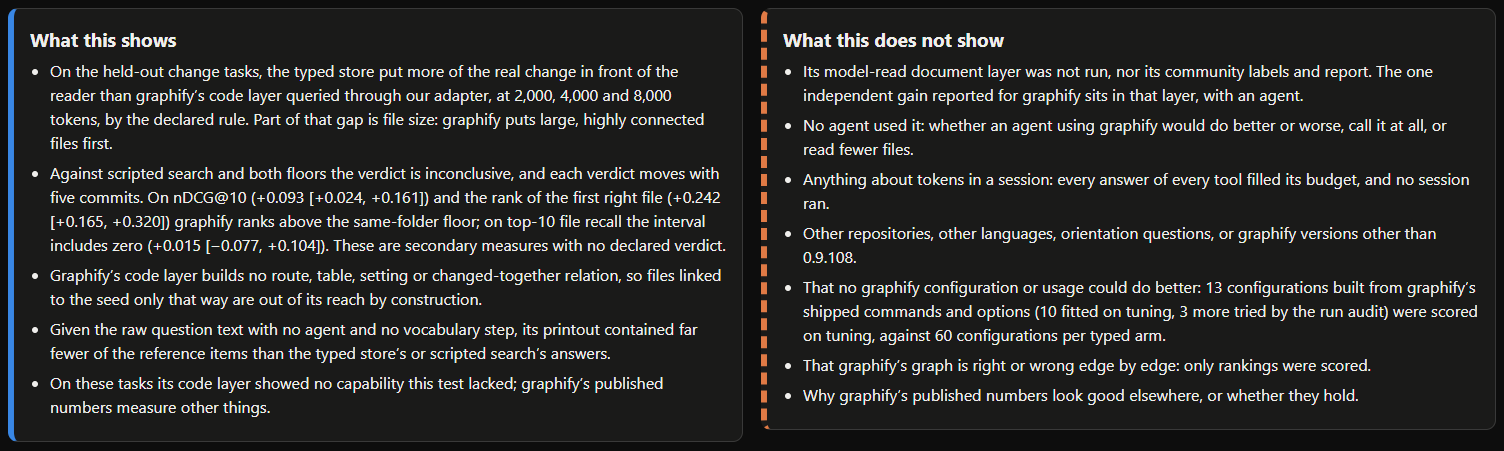 What this shows
• On the held-out change tasks, the typed store put more of the real change in front of the
reader than graphify’s code layer queried through our adapter, at 2,000, 4,000 and 8,000
tokens, by the declared rule. Part of that gap is file size: graphify puts large, highly connected
files first.
• Against scripted search and both floors the verdict is inconclusive, and each verdict moves with
five commits. On nDCG@10 (+0.093 [+0.024, +0.161]) and the rank of the first right file (+0.242
[+0.165, +0.320]) graphify ranks above the same-folder floor; on top-10 file recall the interval
includes zero (+0.015 [−0.077, +0.104]). These are secondary measures with no declared verdict.
• Graphify’s code layer builds no route, table, setting or changed-together relation, so files linked
to the seed only that way are out of its reach by construction.
• Given the raw question text with no agent and no vocabulary step, its printout contained far
fewer of the reference items than the typed store’s or scripted search’s answers.
• On these tasks its code layer showed no capability this test lacked; graphify’s published
numbers measure other things.
What this does not show
• Its model-read document layer was not run, nor its community labels and report. The one
independent gain reported for graphify sits in that layer, with an agent.
• No agent used it: whether an agent using graphify would do better or worse, call it at all, or
read fewer files.
• Anything about tokens in a session: every answer of every tool filled its budget, and no session
ran.
• Other repositories, other languages, orientation questions, or graphify versions other than
0.9.108.
• That no graphify configuration or usage could do better: 13 configurations built from graphify’s
shipped commands and options (10 fitted on tuning, 3 more tried by the run audit) were scored
on tuning, against 60 configurations per typed arm.
• That graphify’s graph is right or wrong edge by edge: only rankings were scored.
• Why graphify’s published numbers look good elsewhere, or whether they hold.